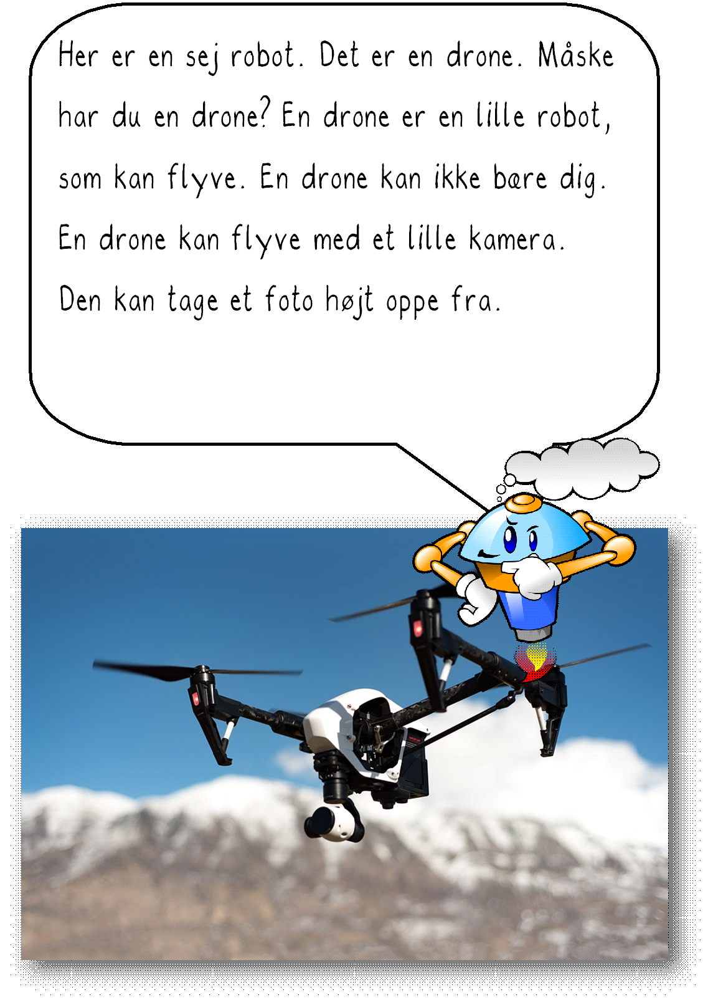 Her er en sej robot. Det er en drone. Måske
har du en drone? En drone er en lille robot,
som kan flyve. En drone kan ikke bære dig.
En drone kan flyve med et lille kamera.
Den kan tage et foto højt oppe fra.